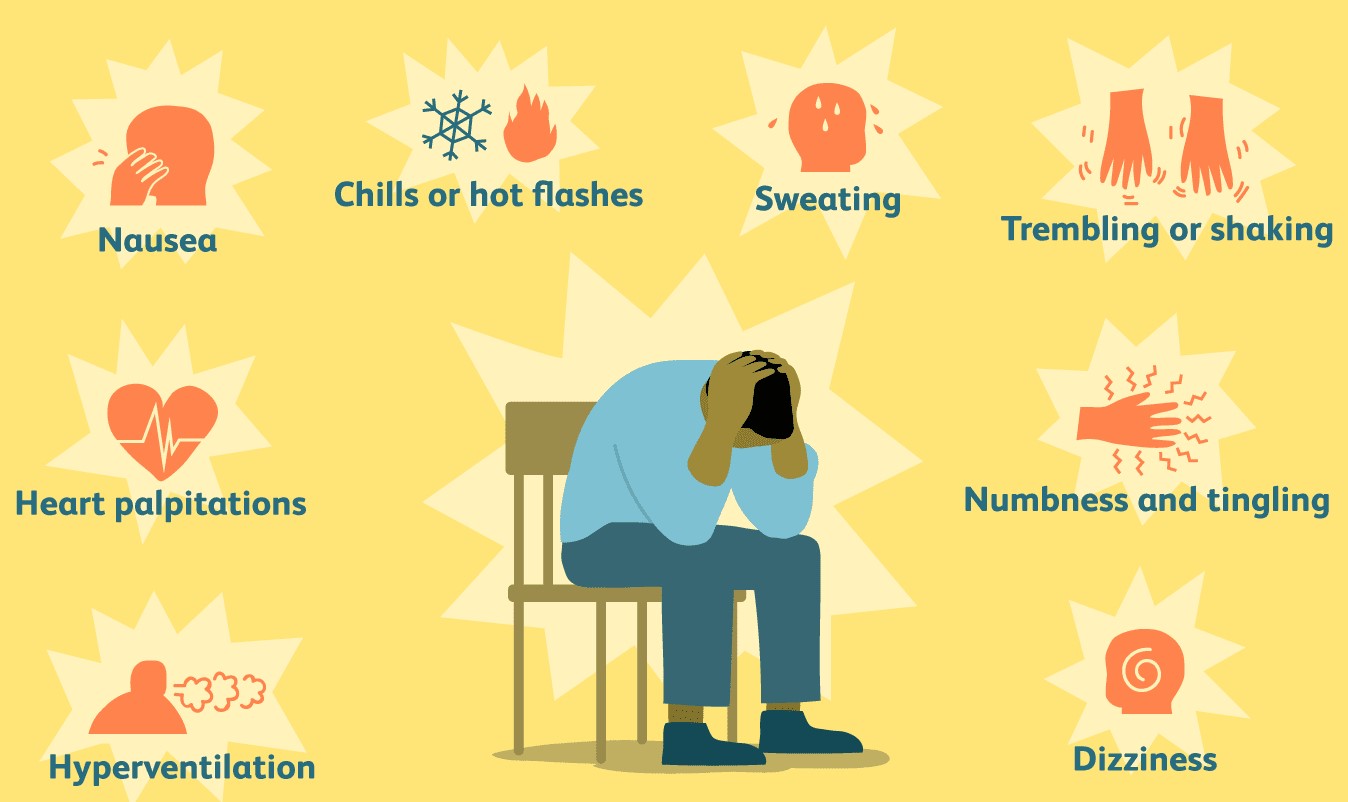 Nausea
Chills or hot flashes
Sweating
Trembling or shaking
Heart palpitations
Numbness and tingling
Hyperventilation
Dizziness